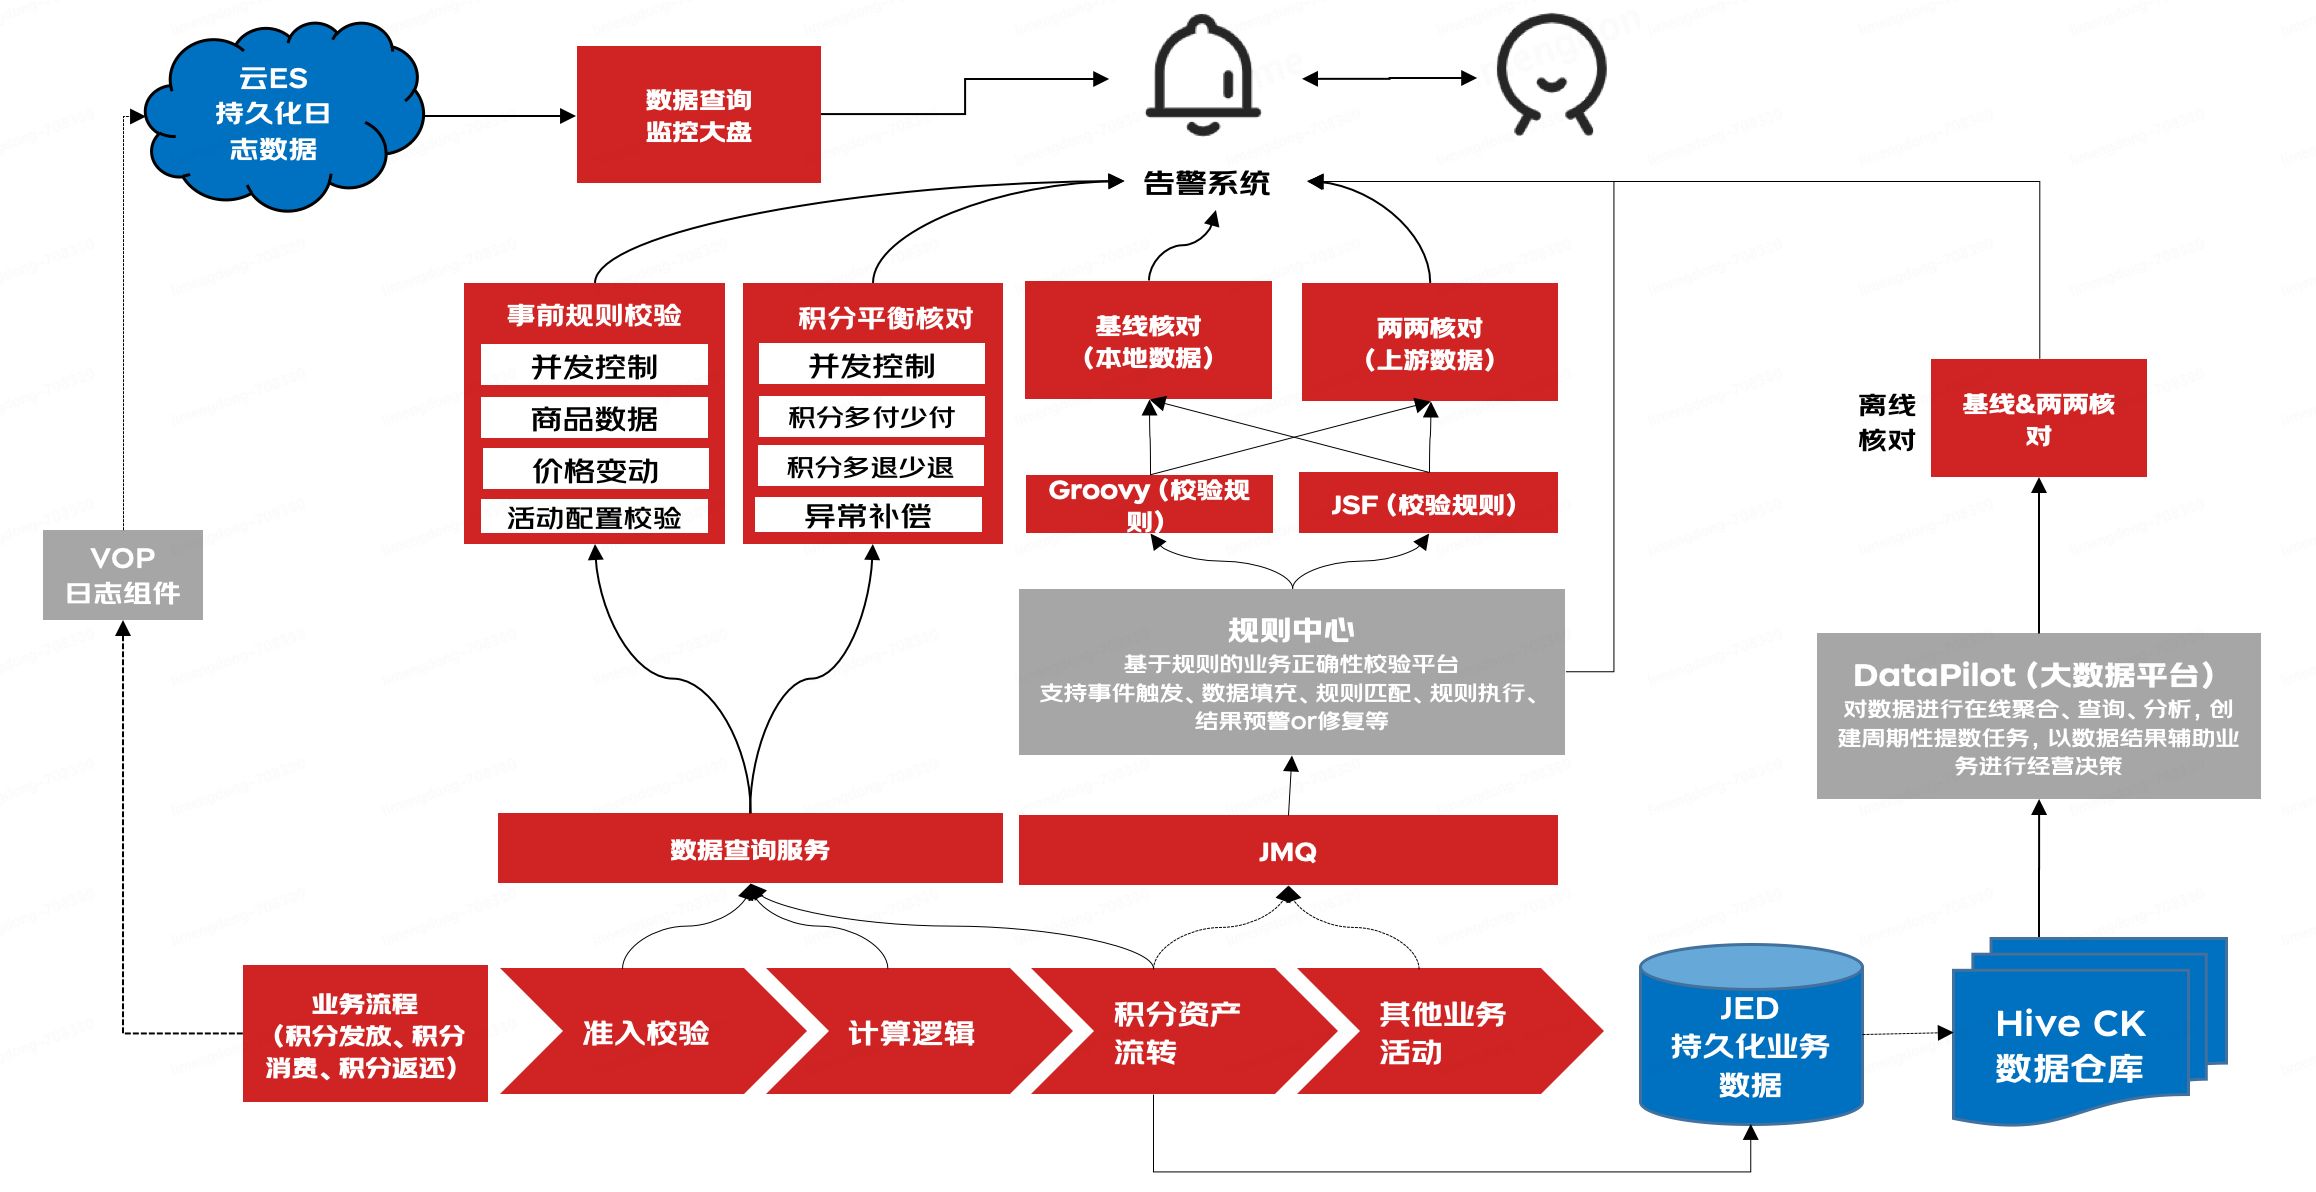 云ES
持久化日
志数据
数据查询
监控大盘
告警系统
事前规则校验
并发控制
商品数据
价格变动
活动配置校验
积分平衡核对
并发控制
积分多付少付
积分多退少退
异常补偿
基线核对
（本地数据）
两两核对
（上游数据）
离线
核对
基线&两两核
对
Groovy（校验规
则）
JSF（校验规则）
VOP
日志组件
规则中心
基于规则的业务正确性校验平台
支持事件触发、数据填充、规则匹配、规则执行、
结果预警or修复等
DataPilot（大数据平台）
对数据进行在线聚合、查询、分析，创
建周期性提数任务，以数据结果辅助业
务进行经营决策
数据查询服务
JMQ
业务流程
（积分发放、积分
消费、积分返还）
准入校验
计算逻辑
积分资产
流转
其他业务
活动
JED
持久化业务
数据
Hive CK
数据仓库